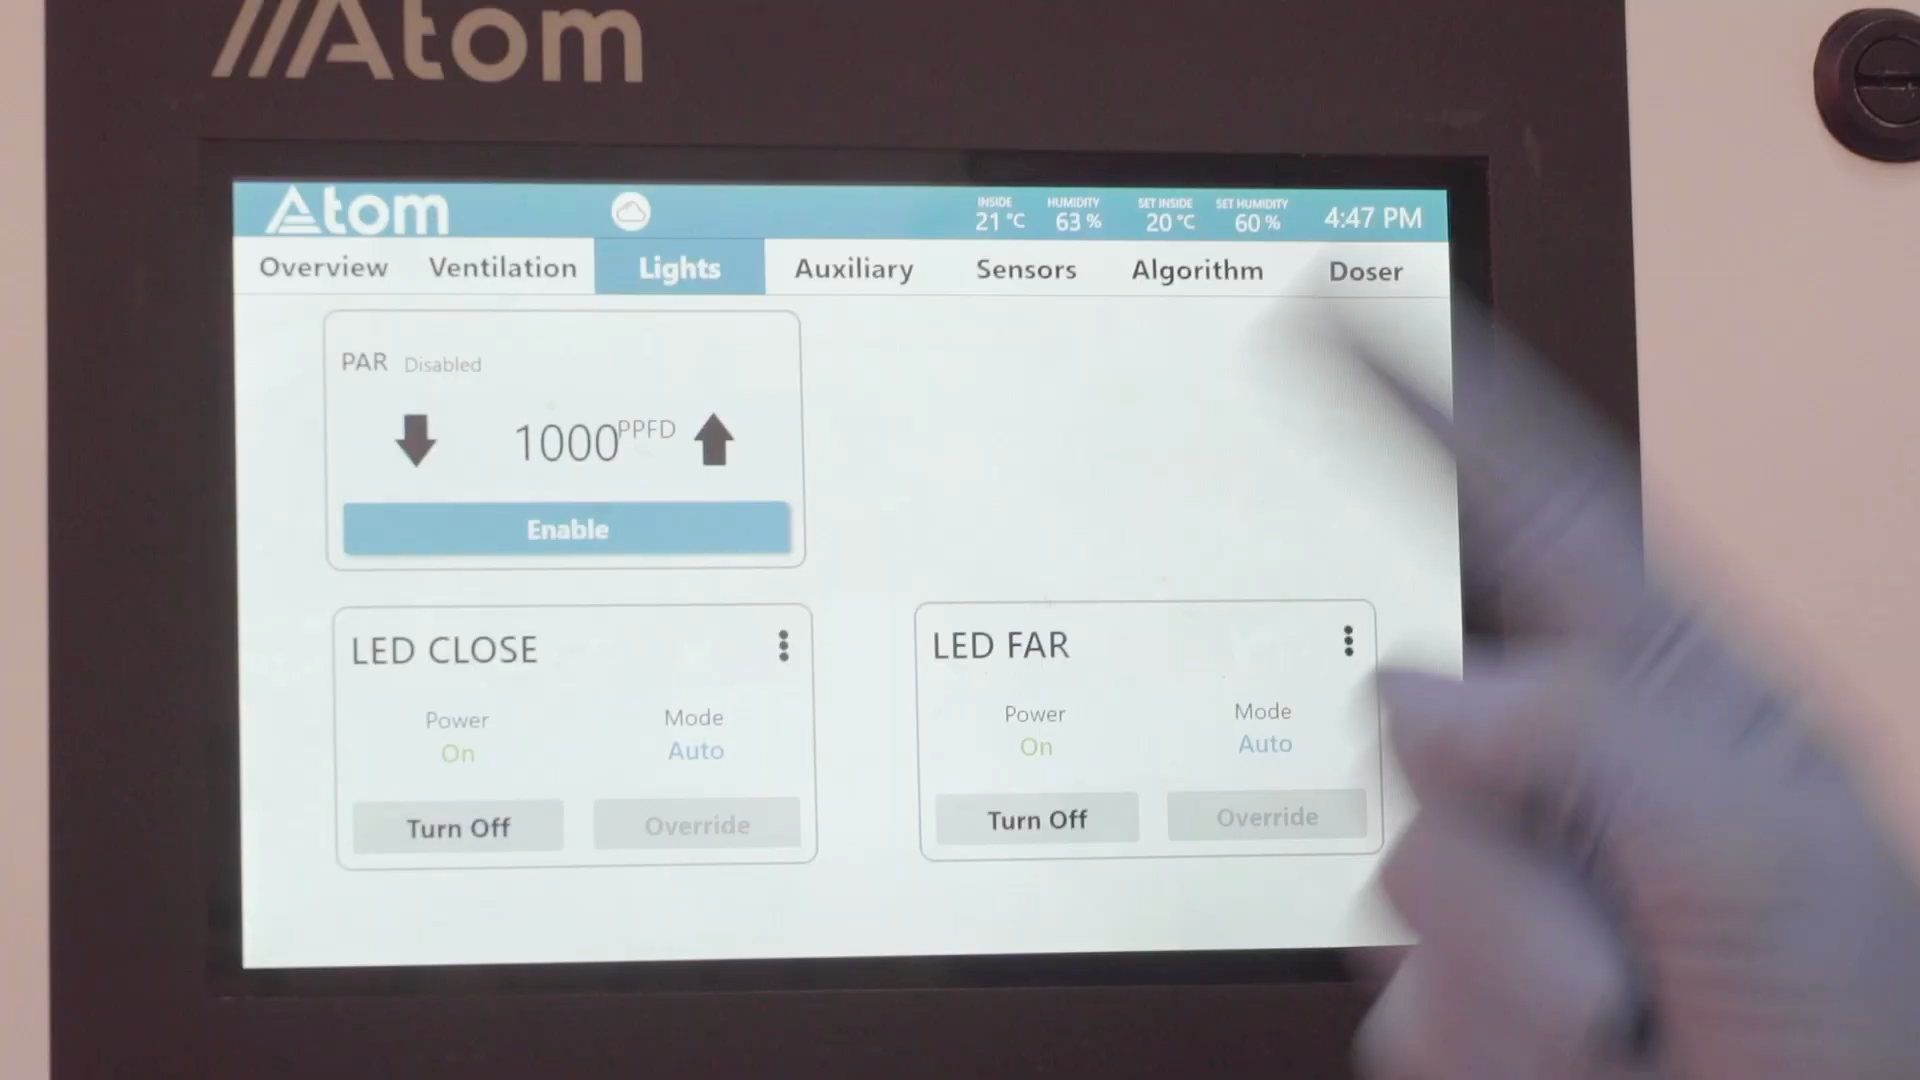 Atom
Atom
INSIDE HUMIDITY SET INSIDE SET HUMIDITY
21 °C 63 % 20 °C 60 % 4:47 PM
Overview Ventilation Lights Auxiliary Sensors Algorithm Doser
PAR Disabled
1000 PPFD
Enable
LED CLOSE LED FAR
Power Mode Power Mode
On Auto On Auto
Turn Off Override Turn Off Override